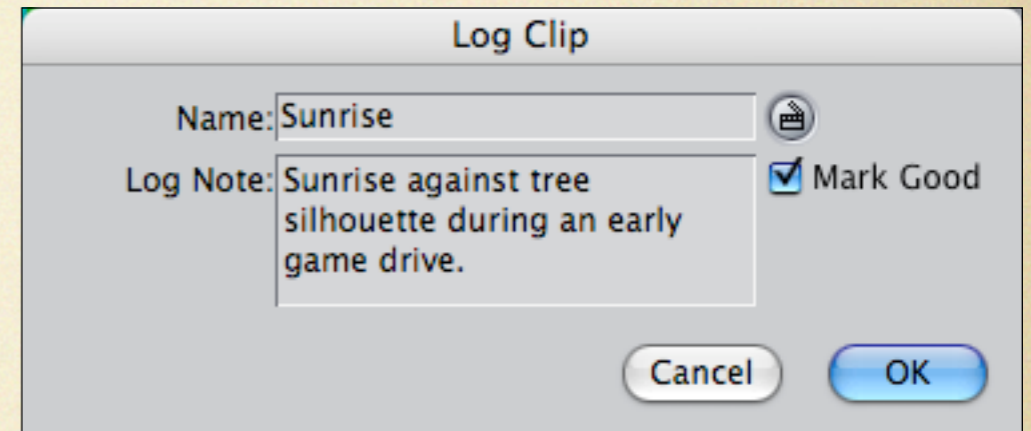 Log Clip
Name: Sunrise
Log Note: Sunrise against tree
silhouette during an early
game drive.
Mark Good
Cancel OK